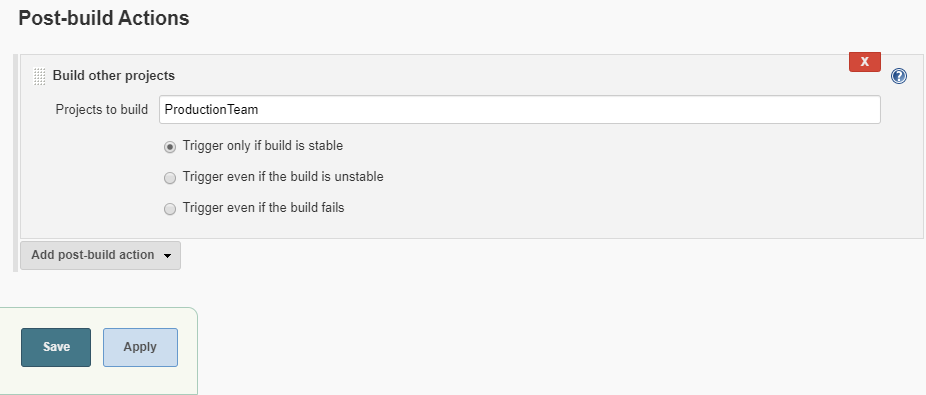 Post-build Actions
X
Build other projects
?
Projects to build ProductionTeam
Trigger only if build is stable
Trigger even if the build is unstable
Trigger even if the build fails
Add post-build action
Save Apply